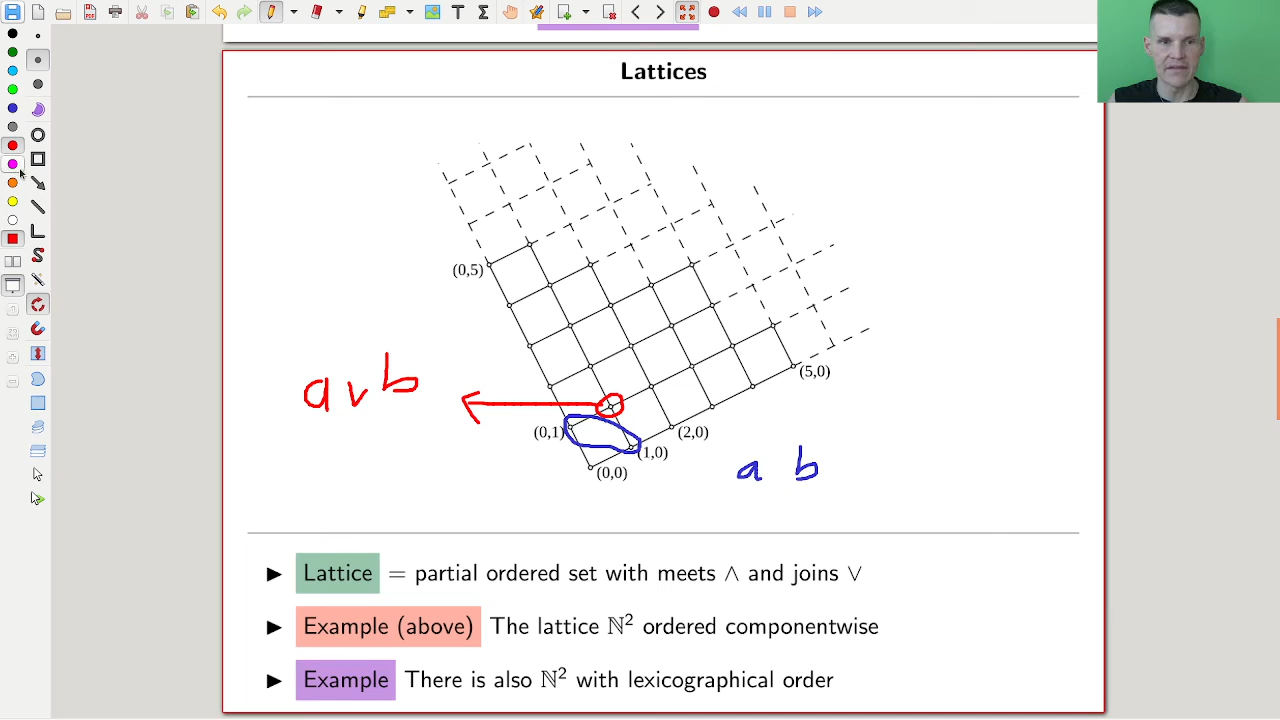 Lattices
(0,5)
(5,0)
a ∨ b
(0,1)
(2,0)
(1,0)
(0,0)
a b
► Lattice = partial ordered set with meets ∧ and joins ∨
► Example (above) The lattice ℕ² ordered componentwise
► Example There is also ℕ² with lexicographical order